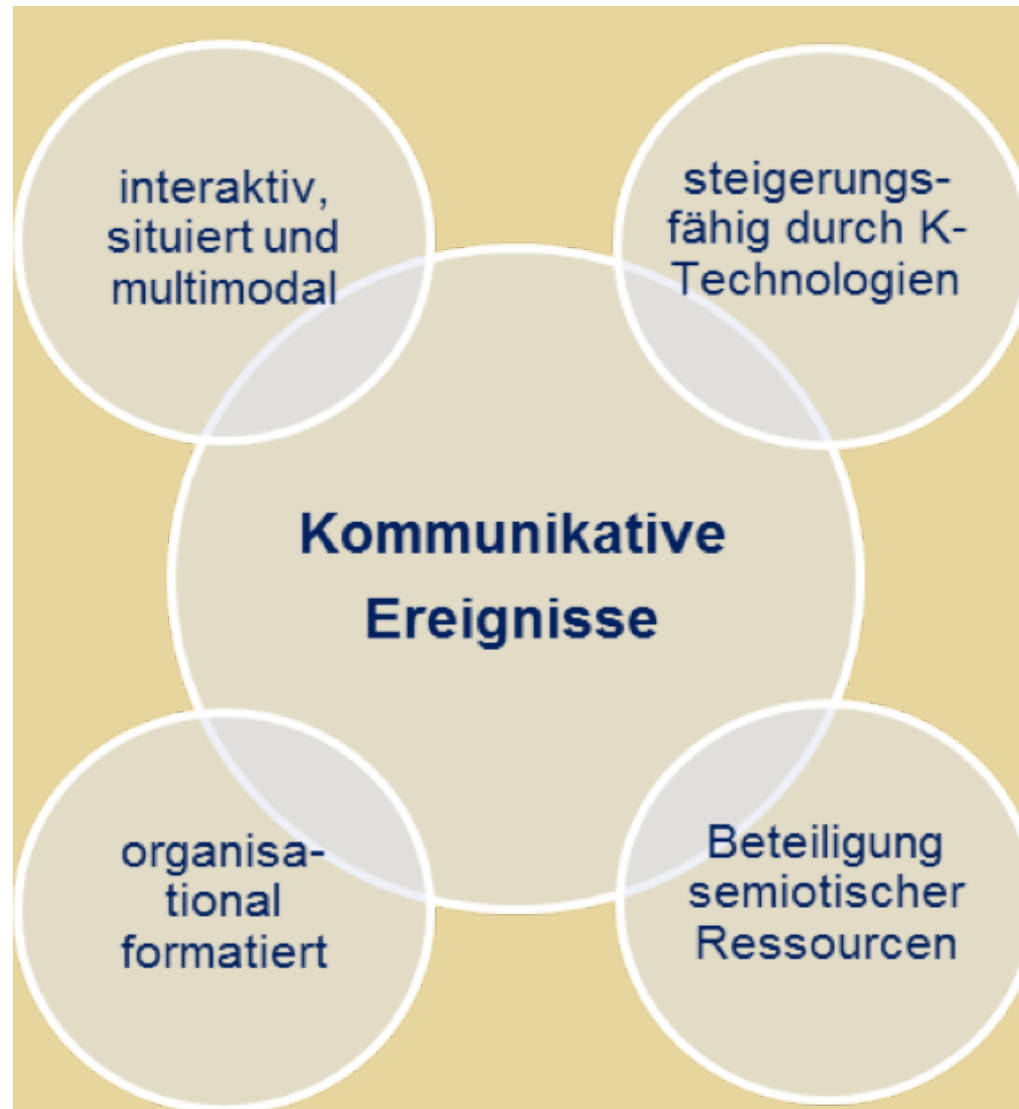 interaktiv,
situiert und
multimodal
steigerungs-
fähig durch K-
Technologien
Kommunikative
Ereignisse
organisa-
tional
formatiert
Beteiligung
semiotischer
Ressourcen